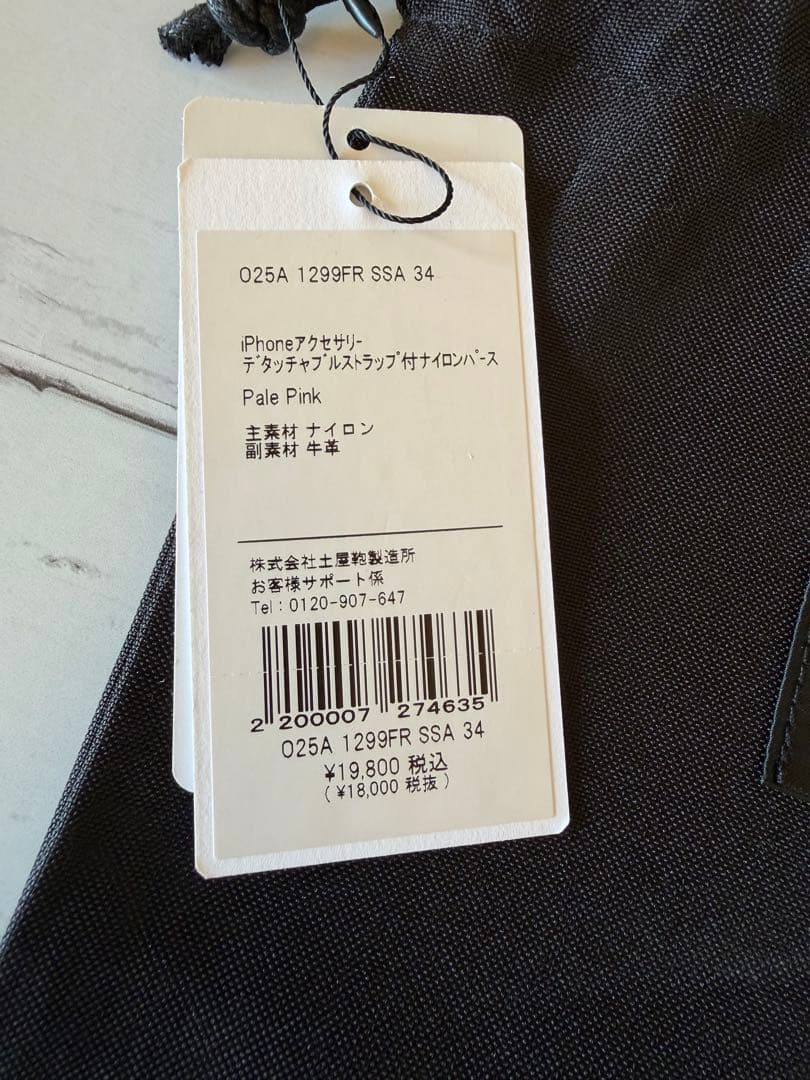 O25A 1299FR SSA 34
iPhoneアクセサリー
デタッチャブルストラップ付ナイロンパース
Pale Pink
主素材 ナイロン
副素材 牛革
株式会社土屋鞄製造所
お客様サポート係
Tel：0120-907-647
2 200007 274635
O25A 1299FR SSA 34
¥19,800 税込
( ¥18,000 税抜 )